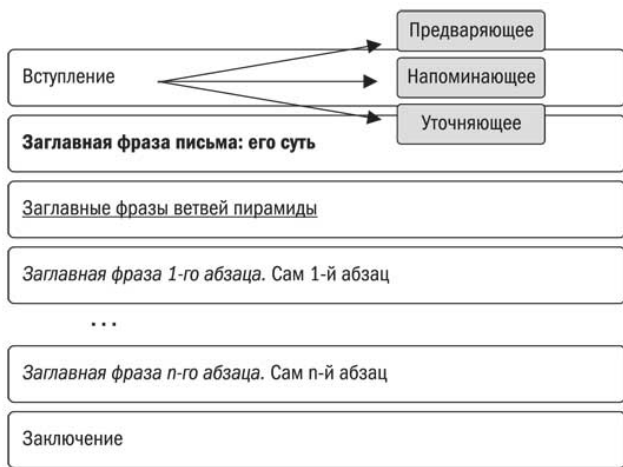 Предваряющее
Вступление
Напоминающее
Уточняющее
Заглавная фраза письма: его суть
Заглавные фразы ветвей пирамиды
Заглавная фраза 1-го абзаца. Сам 1-й абзац
...
Заглавная фраза n-го абзаца. Сам n-й абзац
Заключение